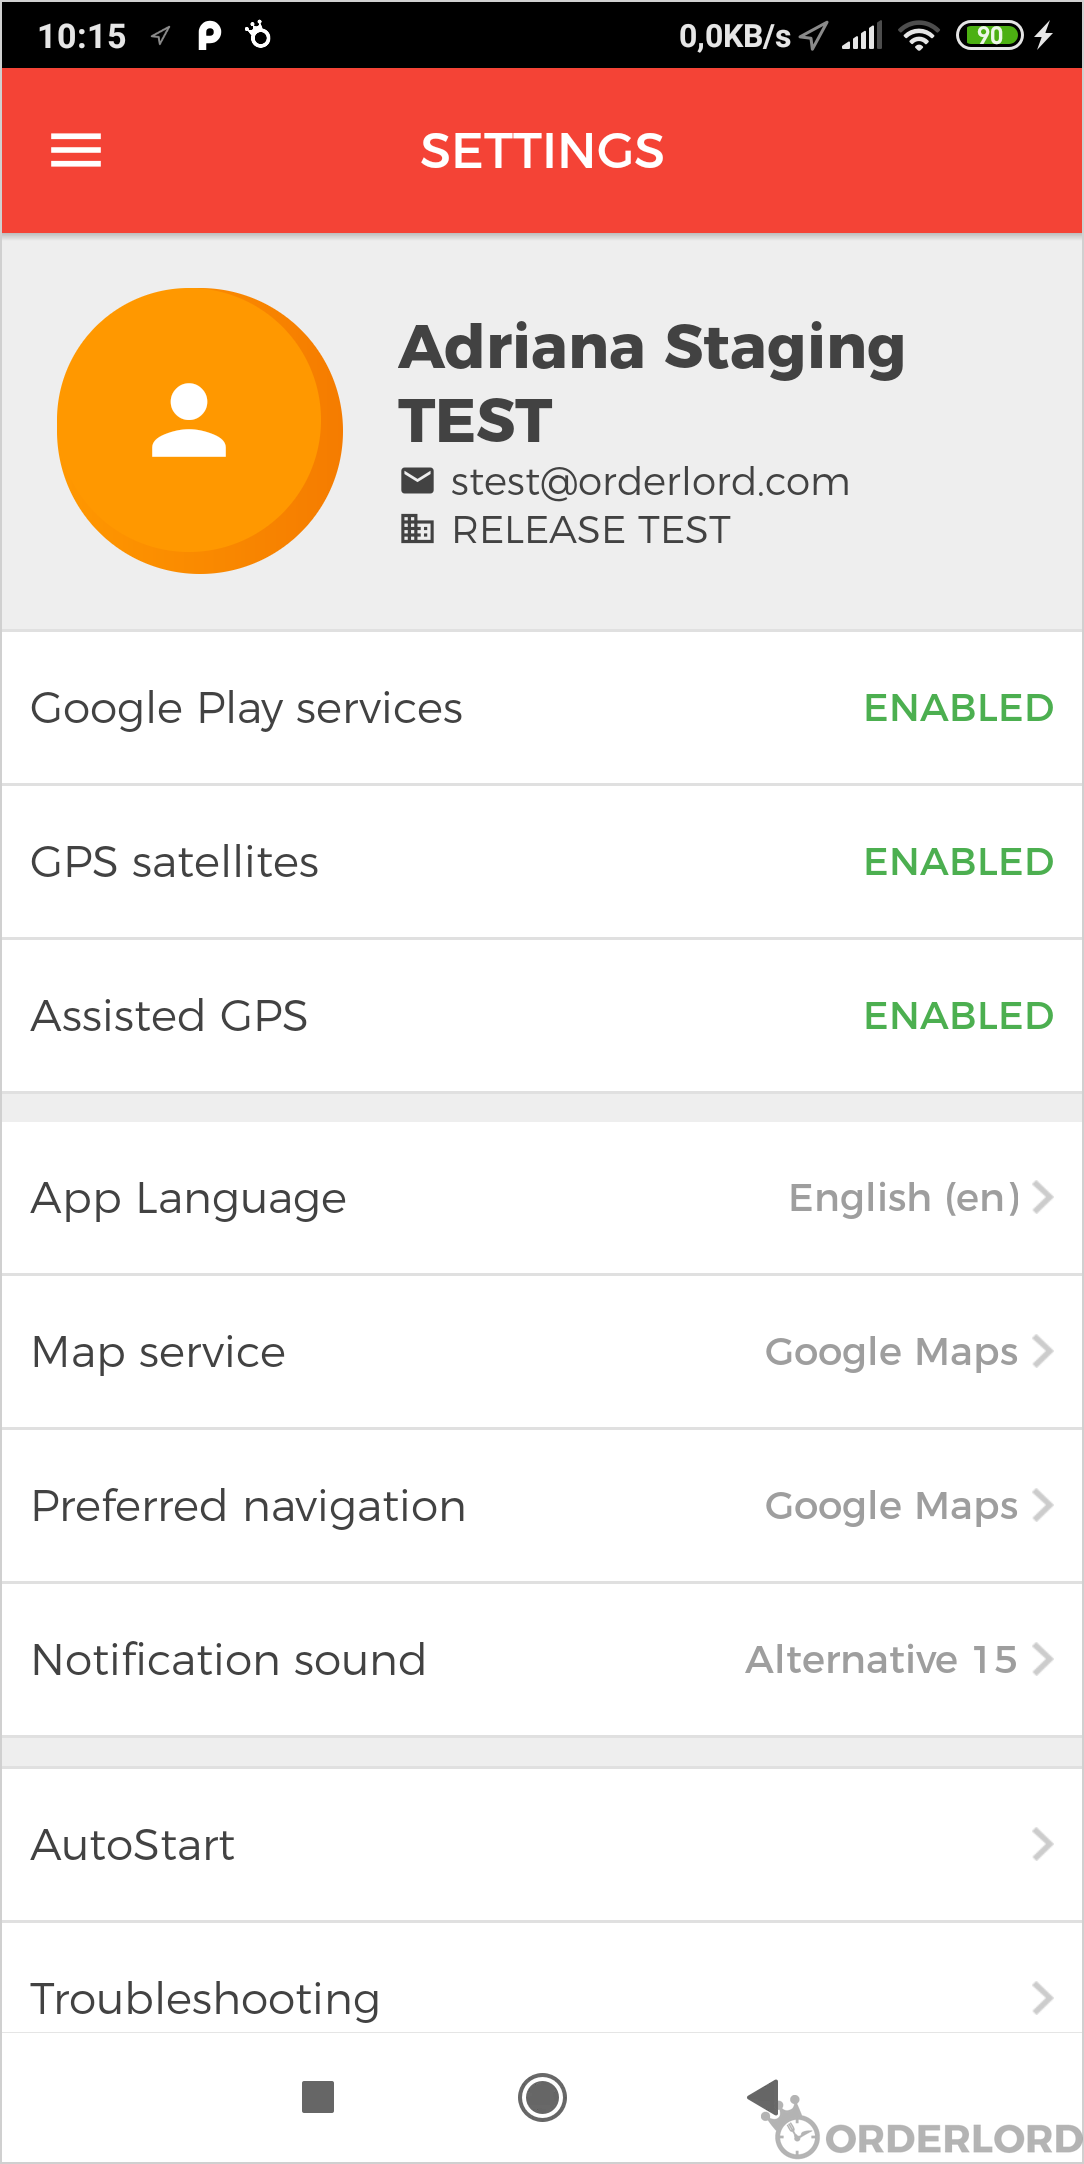 10:15 0,0KB/s 90
SETTINGS
Adriana Staging
TEST
stest@orderlord.com
RELEASE TEST
Google Play services ENABLED
GPS satellites ENABLED
Assisted GPS ENABLED
App Language English (en)
Map service Google Maps
Preferred navigation Google Maps
Notification sound Alternative 15
AutoStart
Troubleshooting
ORDERLORD